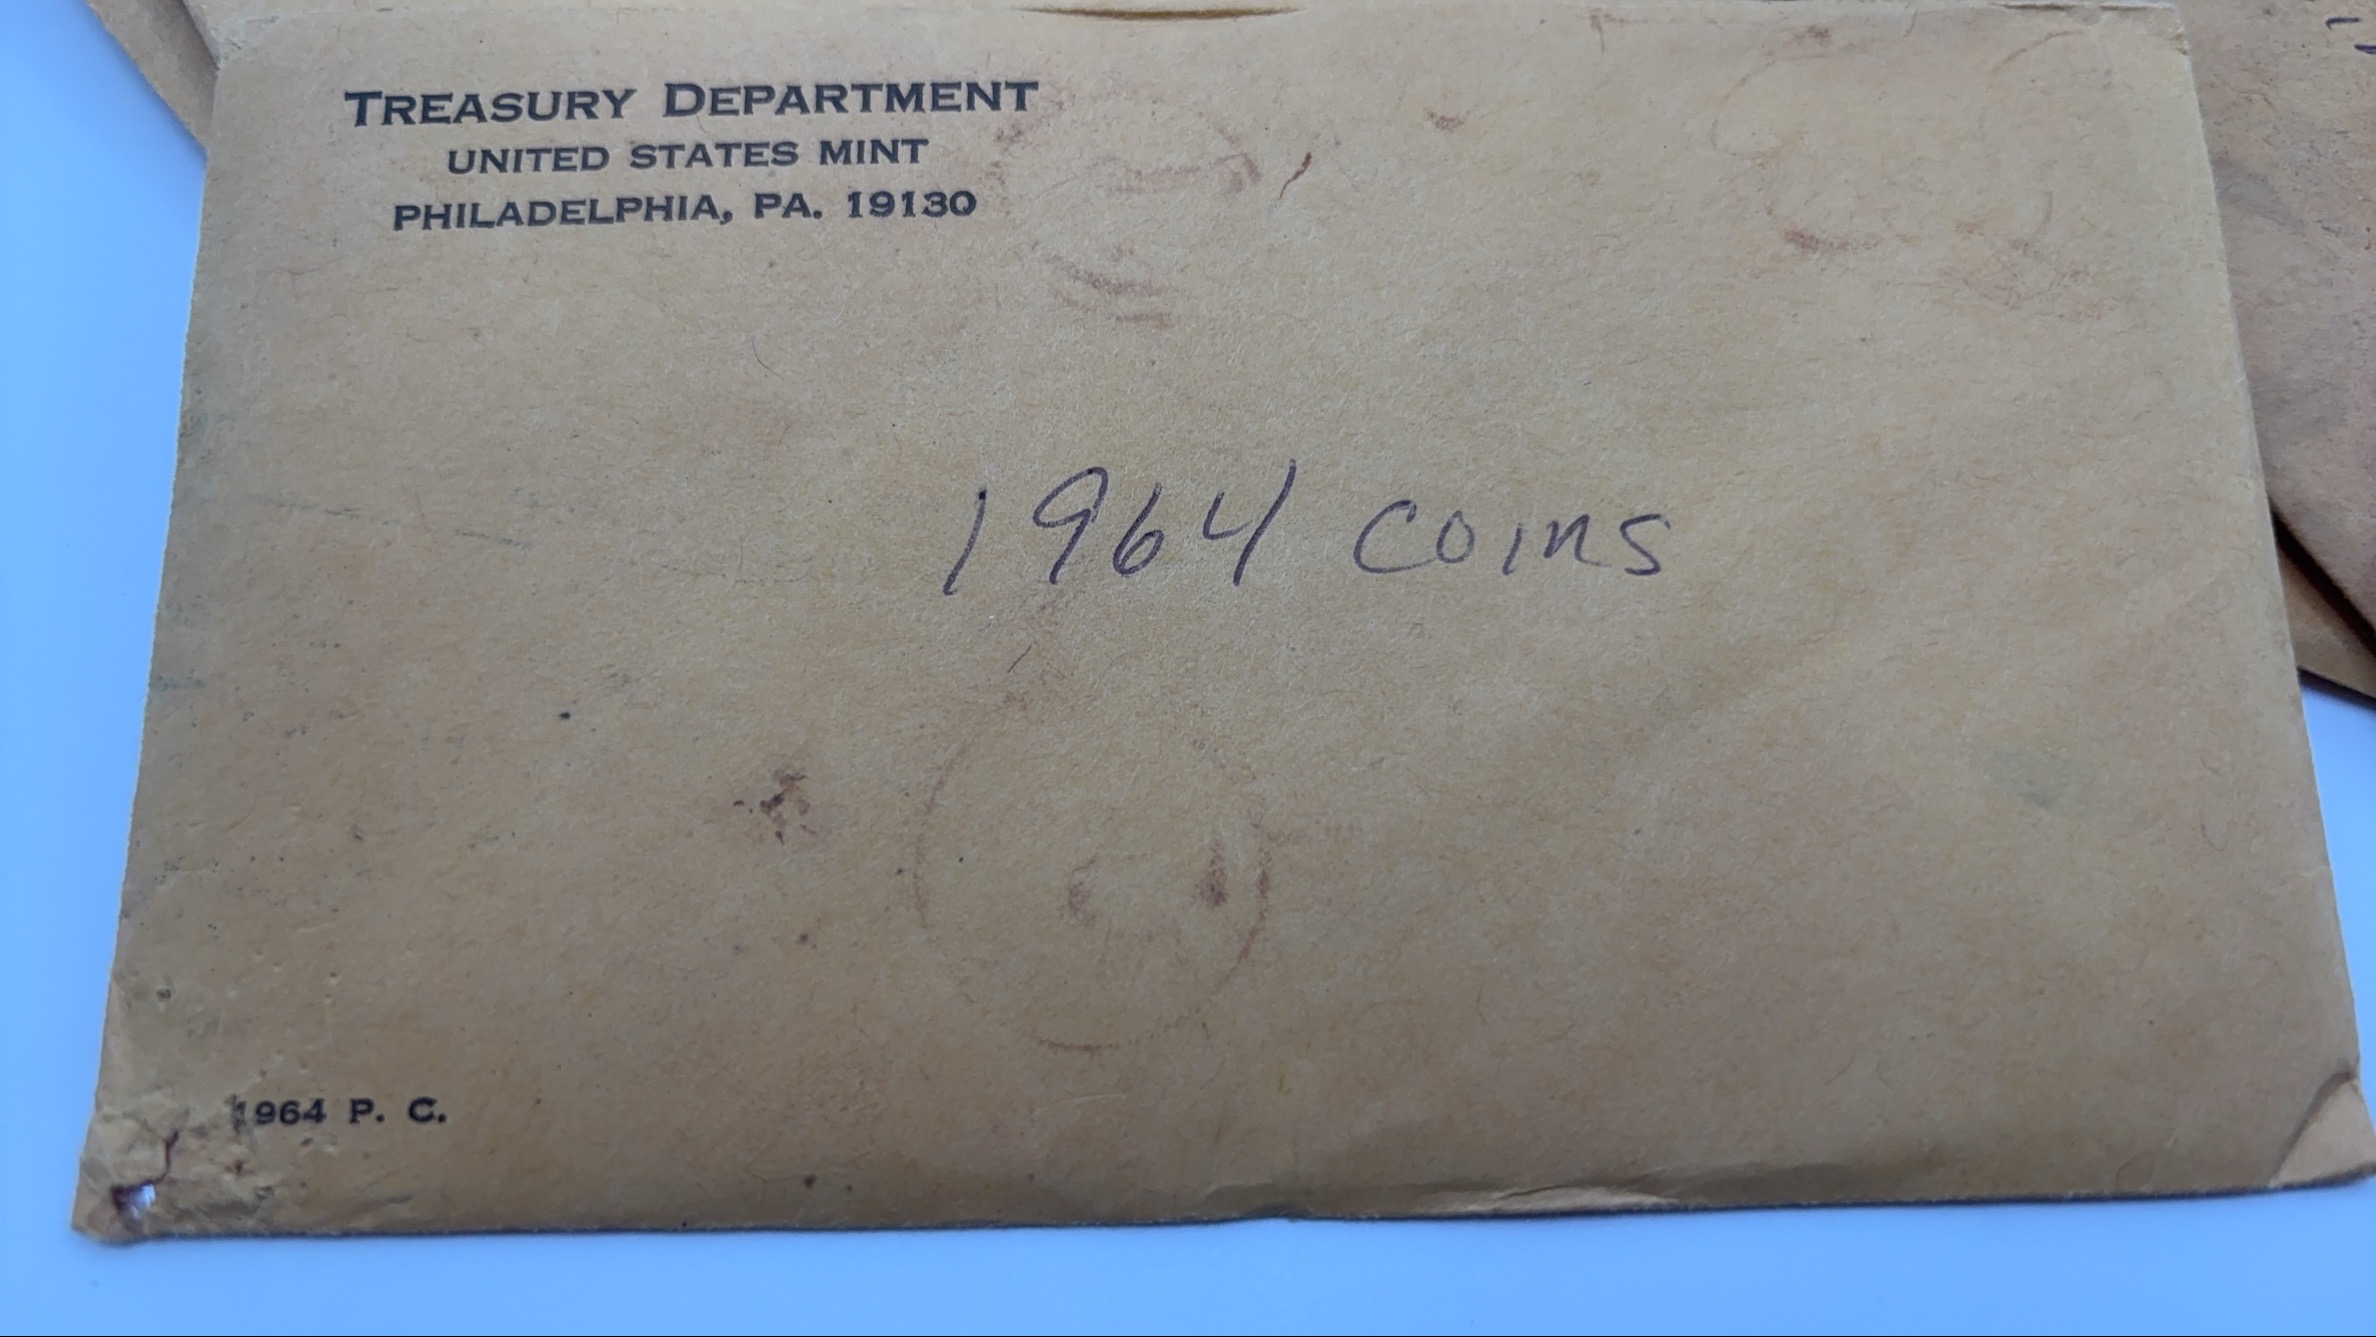 TREASURY DEPARTMENT
UNITED STATES MINT
PHILADELPHIA, PA. 19130
1964 coins
1964 P. C.